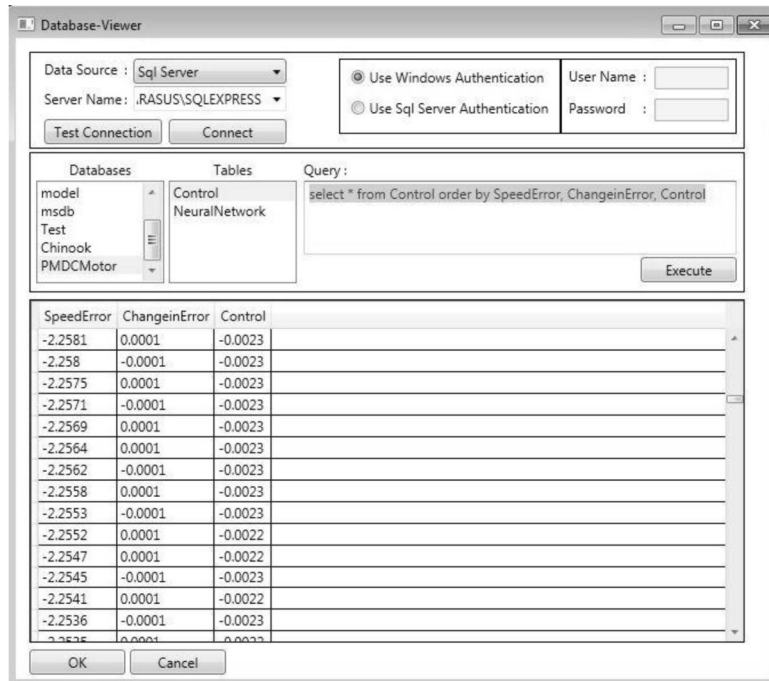 Database-Viewer
Data Source : Sql Server
Server Name : .RASUS\SQLEXPRESS
Test Connection Connect
Use Windows Authentication
Use Sql Server Authentication
User Name :
Password :
Databases
model
msdb
Test
Chinook
PMDCMotor
Tables
Control
NeuralNetwork
Query :
select * from Control order by SpeedError, ChangeinError, Control
Execute
SpeedError ChangeinError Control
-2.2581 0.0001 -0.0023
-2.258 -0.0001 -0.0023
-2.2575 0.0001 -0.0023
-2.2571 -0.0001 -0.0023
-2.2569 0.0001 -0.0023
-2.2564 0.0001 -0.0023
-2.2562 -0.0001 -0.0023
-2.2558 0.0001 -0.0023
-2.2553 -0.0001 -0.0023
-2.2552 0.0001 -0.0022
-2.2547 0.0001 -0.0022
-2.2545 -0.0001 -0.0023
-2.2541 0.0001 -0.0022
-2.2536 -0.0001 -0.0023
OK Cancel